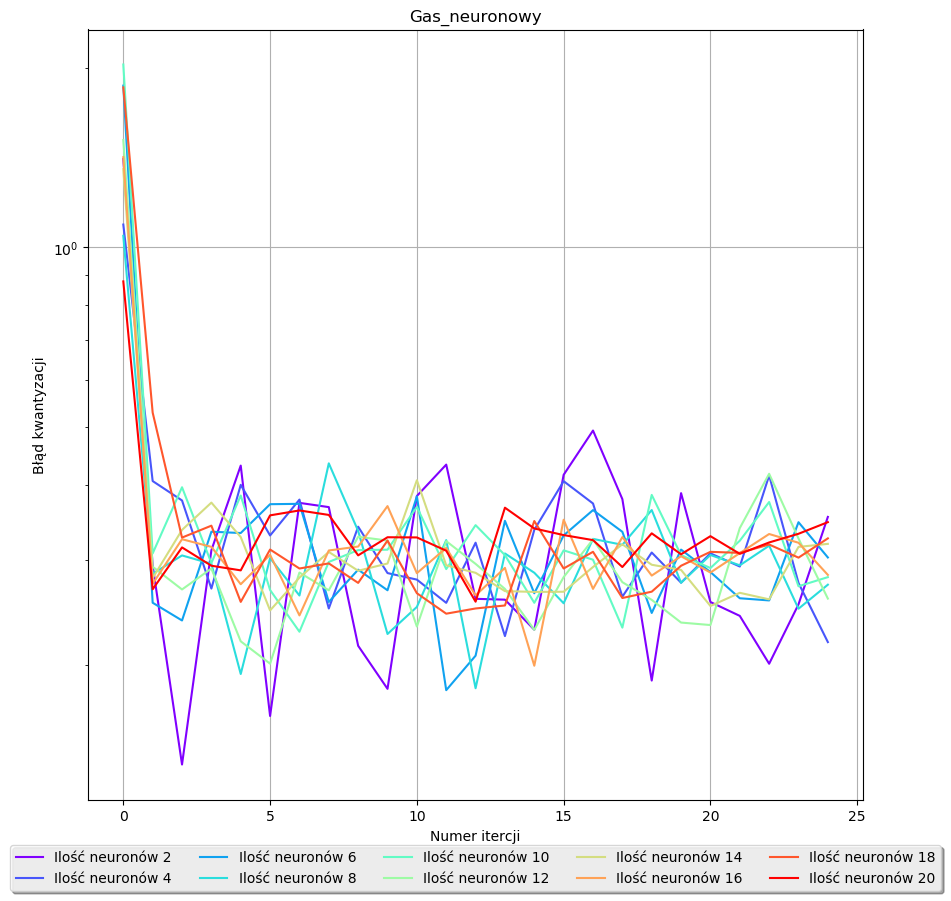 Gas_neuronowy
10⁰
Błąd kwantyzacji
0 5 10 15 20 25
Numer itercji
Ilość neuronów 2 Ilość neuronów 6 Ilość neuronów 10 Ilość neuronów 14 Ilość neuronów 18
Ilość neuronów 4 Ilość neuronów 8 Ilość neuronów 12 Ilość neuronów 16 Ilość neuronów 20